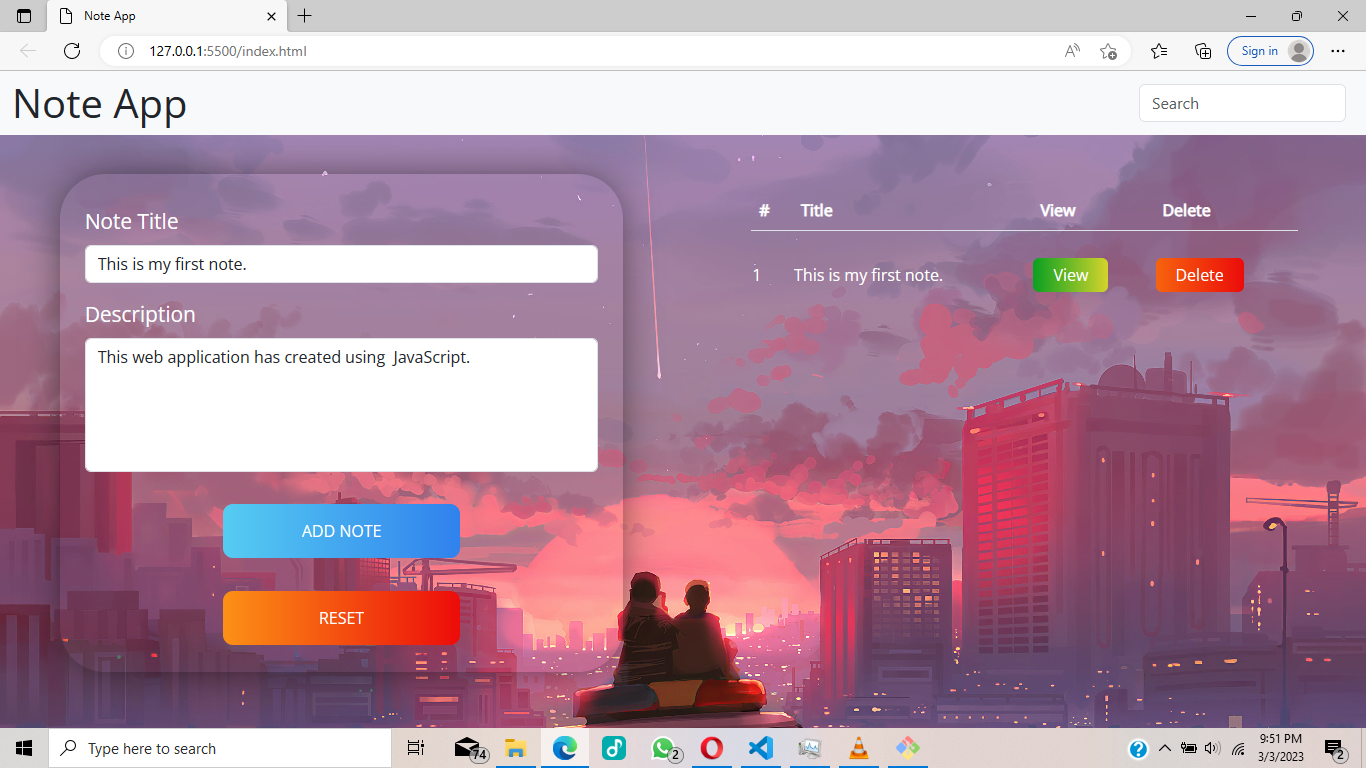 Note App
127.0.0.1:5500/index.html
Sign in
Note App
Search
Note Title
This is my first note.
Description
This web application has created using  JavaScript.
ADD NOTE
RESET
# Title View Delete
1 This is my first note. View Delete
Type here to search
74
2
9:51 PM
3/3/2023
2